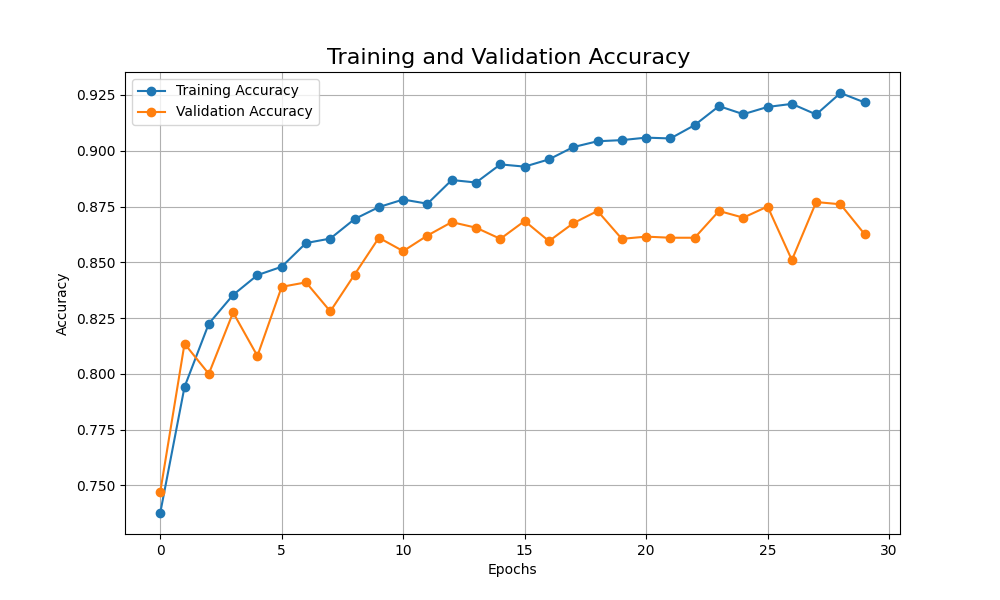 Training and Validation Accuracy
Training Accuracy
Validation Accuracy
0.925
0.900
0.875
0.850
0.825
0.800
0.775
0.750
Accuracy
0 5 10 15 20 25 30
Epochs